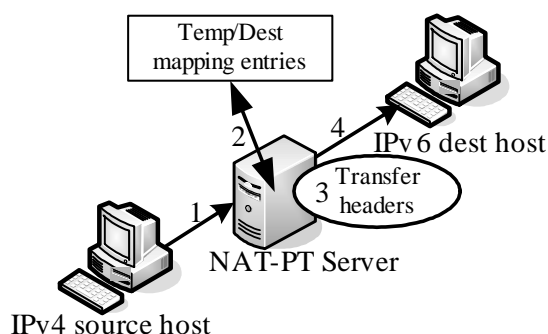 Temp/Dest
mapping entries
2
4
IPv6 dest host
3 Transfer
headers
1
NAT-PT Server
IPv4 source host